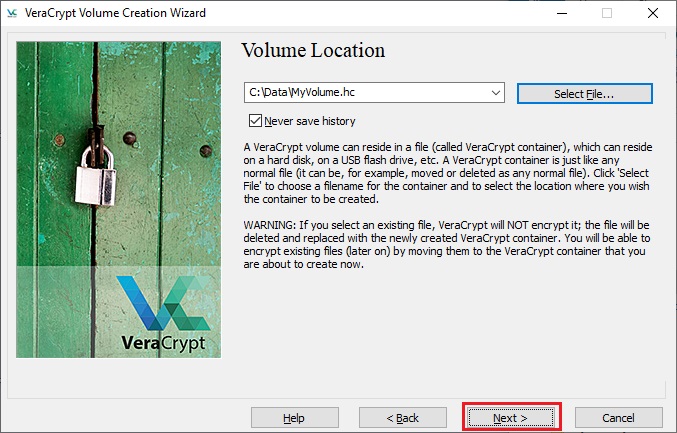 VeraCrypt Volume Creation Wizard
Volume Location
C:\Data\MyVolume.hc
Select File...
Never save history
A VeraCrypt volume can reside in a file (called VeraCrypt container), which can reside
on a hard disk, on a USB flash drive, etc. A VeraCrypt container is just like any
normal file (it can be, for example, moved or deleted as any normal file). Click 'Select
File' to choose a filename for the container and to select the location where you wish
the container to be created.
WARNING: If you select an existing file, VeraCrypt will NOT encrypt it; the file will be
deleted and replaced with the newly created VeraCrypt container. You will be able to
encrypt existing files (later on) by moving them to the VeraCrypt container that you
are about to create now.
VeraCrypt
Help
< Back
Next >
Cancel